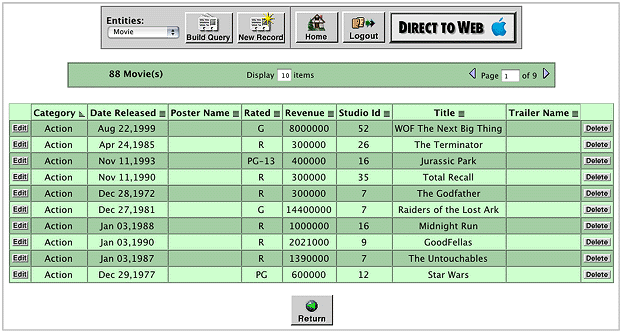 Entities:
Movie
Build Query
New Record
Home
Logout
DIRECT TO WEB
88 Movie(s) Display 10 items Page 1 of 9
Category Date Released Poster Name Rated Revenue Studio Id Title Trailer Name
Edit Action Aug 22,1999 G 8000000 52 WOF The Next Big Thing Delete
Edit Action Apr 24,1985 R 300000 26 The Terminator Delete
Edit Action Nov 11,1993 PG-13 400000 16 Jurassic Park Delete
Edit Action Nov 11,1990 R 300000 35 Total Recall Delete
Edit Action Dec 28,1972 R 300000 7 The Godfather Delete
Edit Action Dec 27,1981 G 14400000 7 Raiders of the Lost Ark Delete
Edit Action Jan 03,1988 R 1000000 16 Midnight Run Delete
Edit Action Jan 03,1990 R 2021000 9 GoodFellas Delete
Edit Action Jan 03,1987 R 1390000 7 The Untouchables Delete
Edit Action Dec 29,1977 PG 600000 12 Star Wars Delete
Return